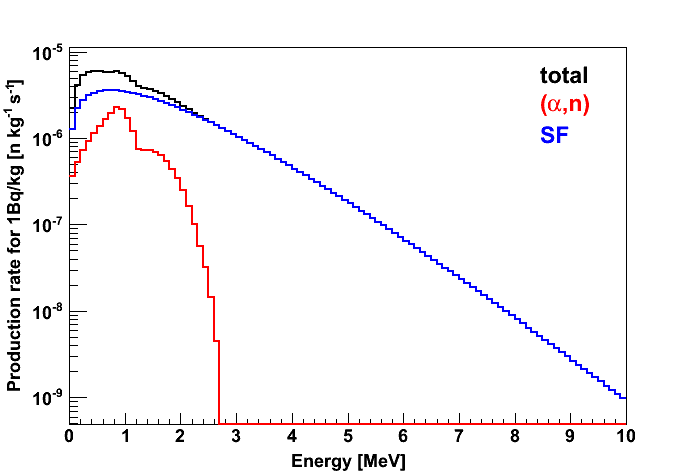 Production rate for 1Bq/kg [n kg⁻¹ s⁻¹]
10⁻⁵
10⁻⁶
10⁻⁷
10⁻⁸
10⁻⁹
total
(α,n)
SF
0 1 2 3 4 5 6 7 8 9 10
Energy [MeV]